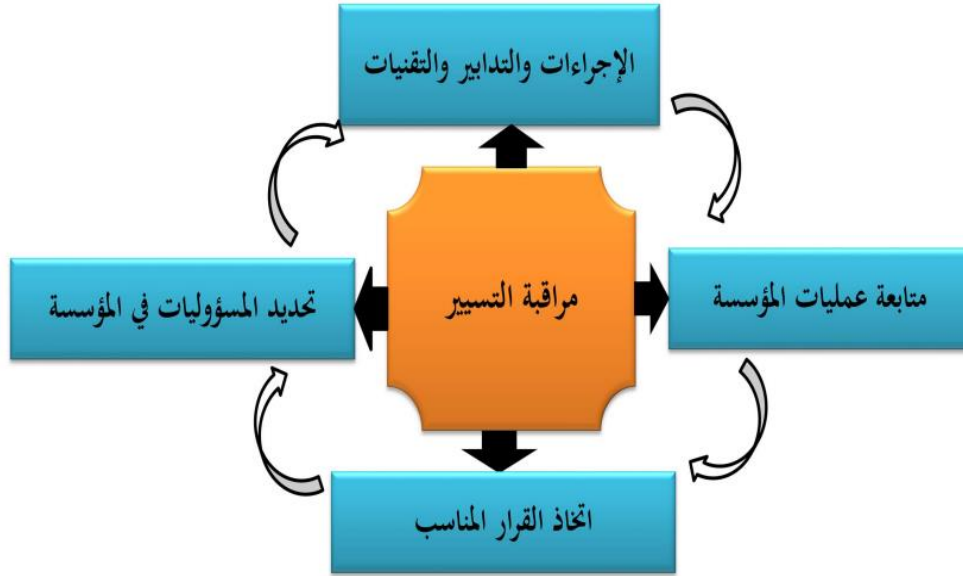 الإجراءات والتدابير والتقنيات
متابعة عمليات المؤسسة
مراقبة التسيير
تحديد المسؤوليات في المؤسسة
اتخاذ القرار المناسب